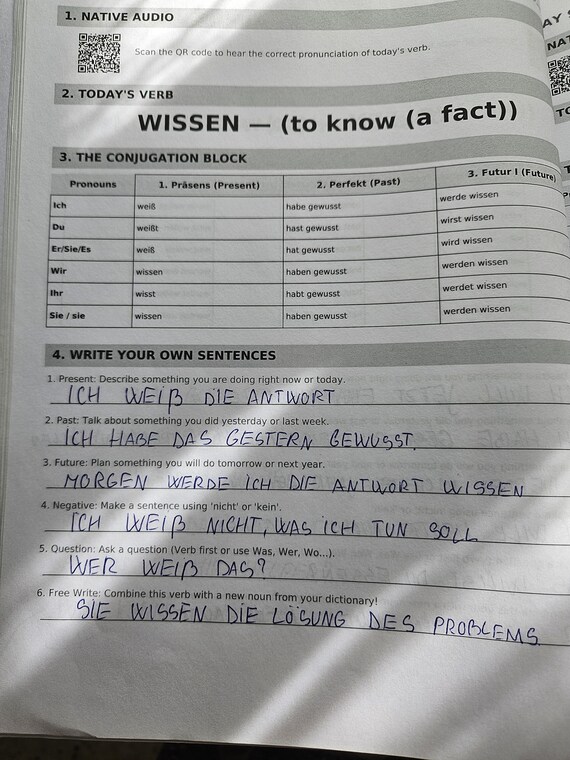 1. NATIVE AUDIO
Scan the QR code to hear the correct pronunciation of today's verb.
2. TODAY'S VERB
WISSEN — (to know (a fact))
3. THE CONJUGATION BLOCK
Pronouns 1. Präsens (Present) 2. Perfekt (Past) 3. Futur I (Future)
Ich weiß habe gewusst werde wissen
Du weißt hast gewusst wirst wissen
Er/Sie/Es weiß hat gewusst wird wissen
Wir wissen haben gewusst werden wissen
Ihr wisst habt gewusst werdet wissen
Sie / sie wissen haben gewusst werden wissen
4. WRITE YOUR OWN SENTENCES
1. Present: Describe something you are doing right now or today.
ICH WEIß DIE ANTWORT
2. Past: Talk about something you did yesterday or last week.
ICH HABE DAS GESTERN GEWUSST.
3. Future: Plan something you will do tomorrow or next year.
MORGEN WERDE ICH DIE ANTWORT WISSEN
4. Negative: Make a sentence using 'nicht' or 'kein'.
ICH WEIß NICHT, WAS ICH TUN SOLL
5. Question: Ask a question (Verb first or use Was, Wer, Wo...).
WER WEIß DAS?
6. Free Write: Combine this verb with a new noun from your dictionary!
SIE WISSEN DIE LÖSUNG DES PROBLEMS